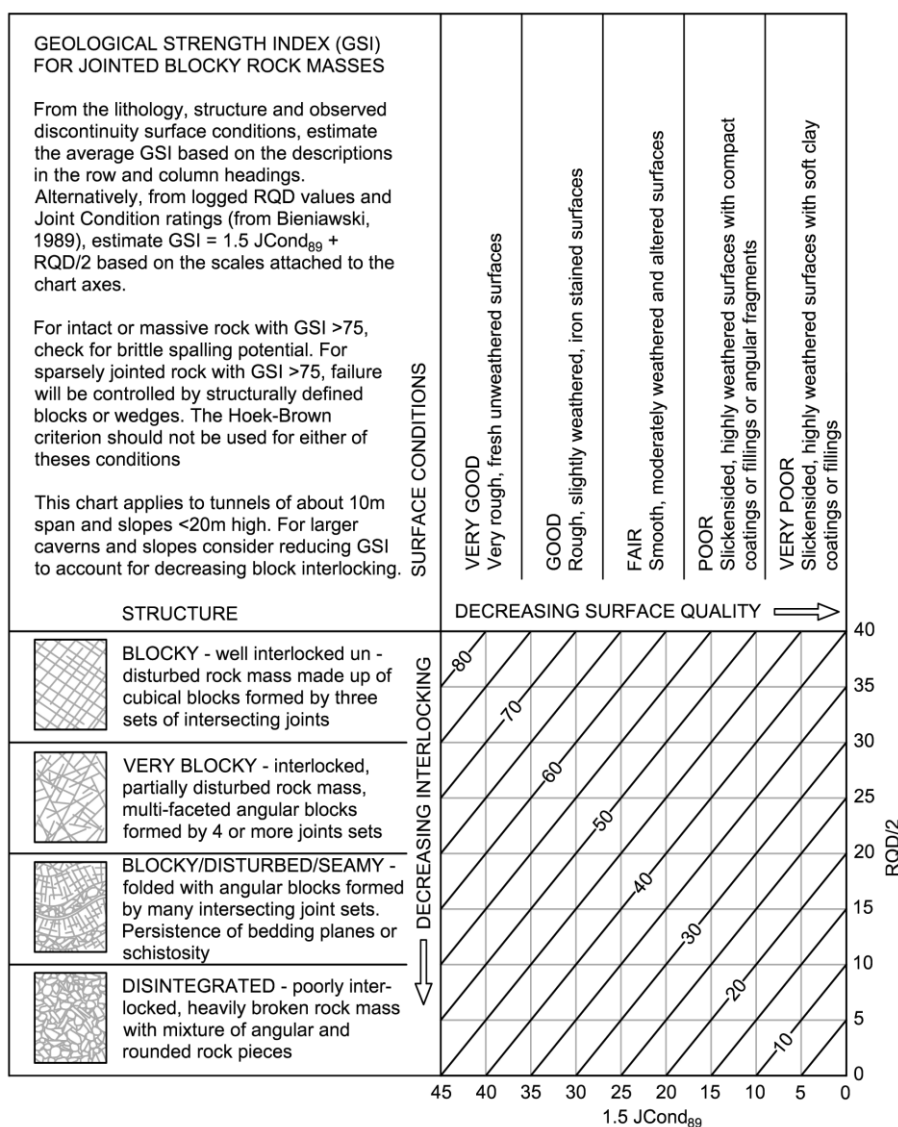 GEOLOGICAL STRENGTH INDEX (GSI)
FOR JOINTED BLOCKY ROCK MASSES
From the lithology, structure and observed
discontinuity surface conditions, estimate
the average GSI based on the descriptions
in the row and column headings.
Alternatively, from logged RQD values and
Joint Condition ratings (from Bieniawski,
1989), estimate GSI = 1.5 JCond₈₉ +
RQD/2 based on the scales attached to the
chart axes.
For intact or massive rock with GSI >75,
check for brittle spalling potential. For
sparsely jointed rock with GSI >75, failure
will be controlled by structurally defined
blocks or wedges. The Hoek-Brown
criterion should not be used for either of
theses conditions
This chart applies to tunnels of about 10m
span and slopes <20m high. For larger
caverns and slopes consider reducing GSI
to account for decreasing block interlocking.
SURFACE CONDITIONS
VERY GOOD
Very rough, fresh unweathered surfaces
GOOD
Rough, slightly weathered, iron stained surfaces
FAIR
Smooth, moderately weathered and altered surfaces
POOR
Slickensided, highly weathered surfaces with compact
coatings or fillings or angular fragments
VERY POOR
Slickensided, highly weathered surfaces with soft clay
coatings or fillings
STRUCTURE
DECREASING SURFACE QUALITY
BLOCKY - well interlocked un -
disturbed rock mass made up of
cubical blocks formed by three
sets of intersecting joints
VERY BLOCKY - interlocked,
partially disturbed rock mass,
multi-faceted angular blocks
formed by 4 or more joints sets
BLOCKY/DISTURBED/SEAMY -
folded with angular blocks formed
by many intersecting joint sets.
Persistence of bedding planes or
schistosity
DISINTEGRATED - poorly inter-
locked, heavily broken rock mass
with mixture of angular and
rounded rock pieces
DECREASING INTERLOCKING
80
70
60
50
40
30
20
10
40
35
30
25
20
15
10
5
0
RQD/2
45 40 35 30 25 20 15 10 5 0
1.5 JCond₈₉